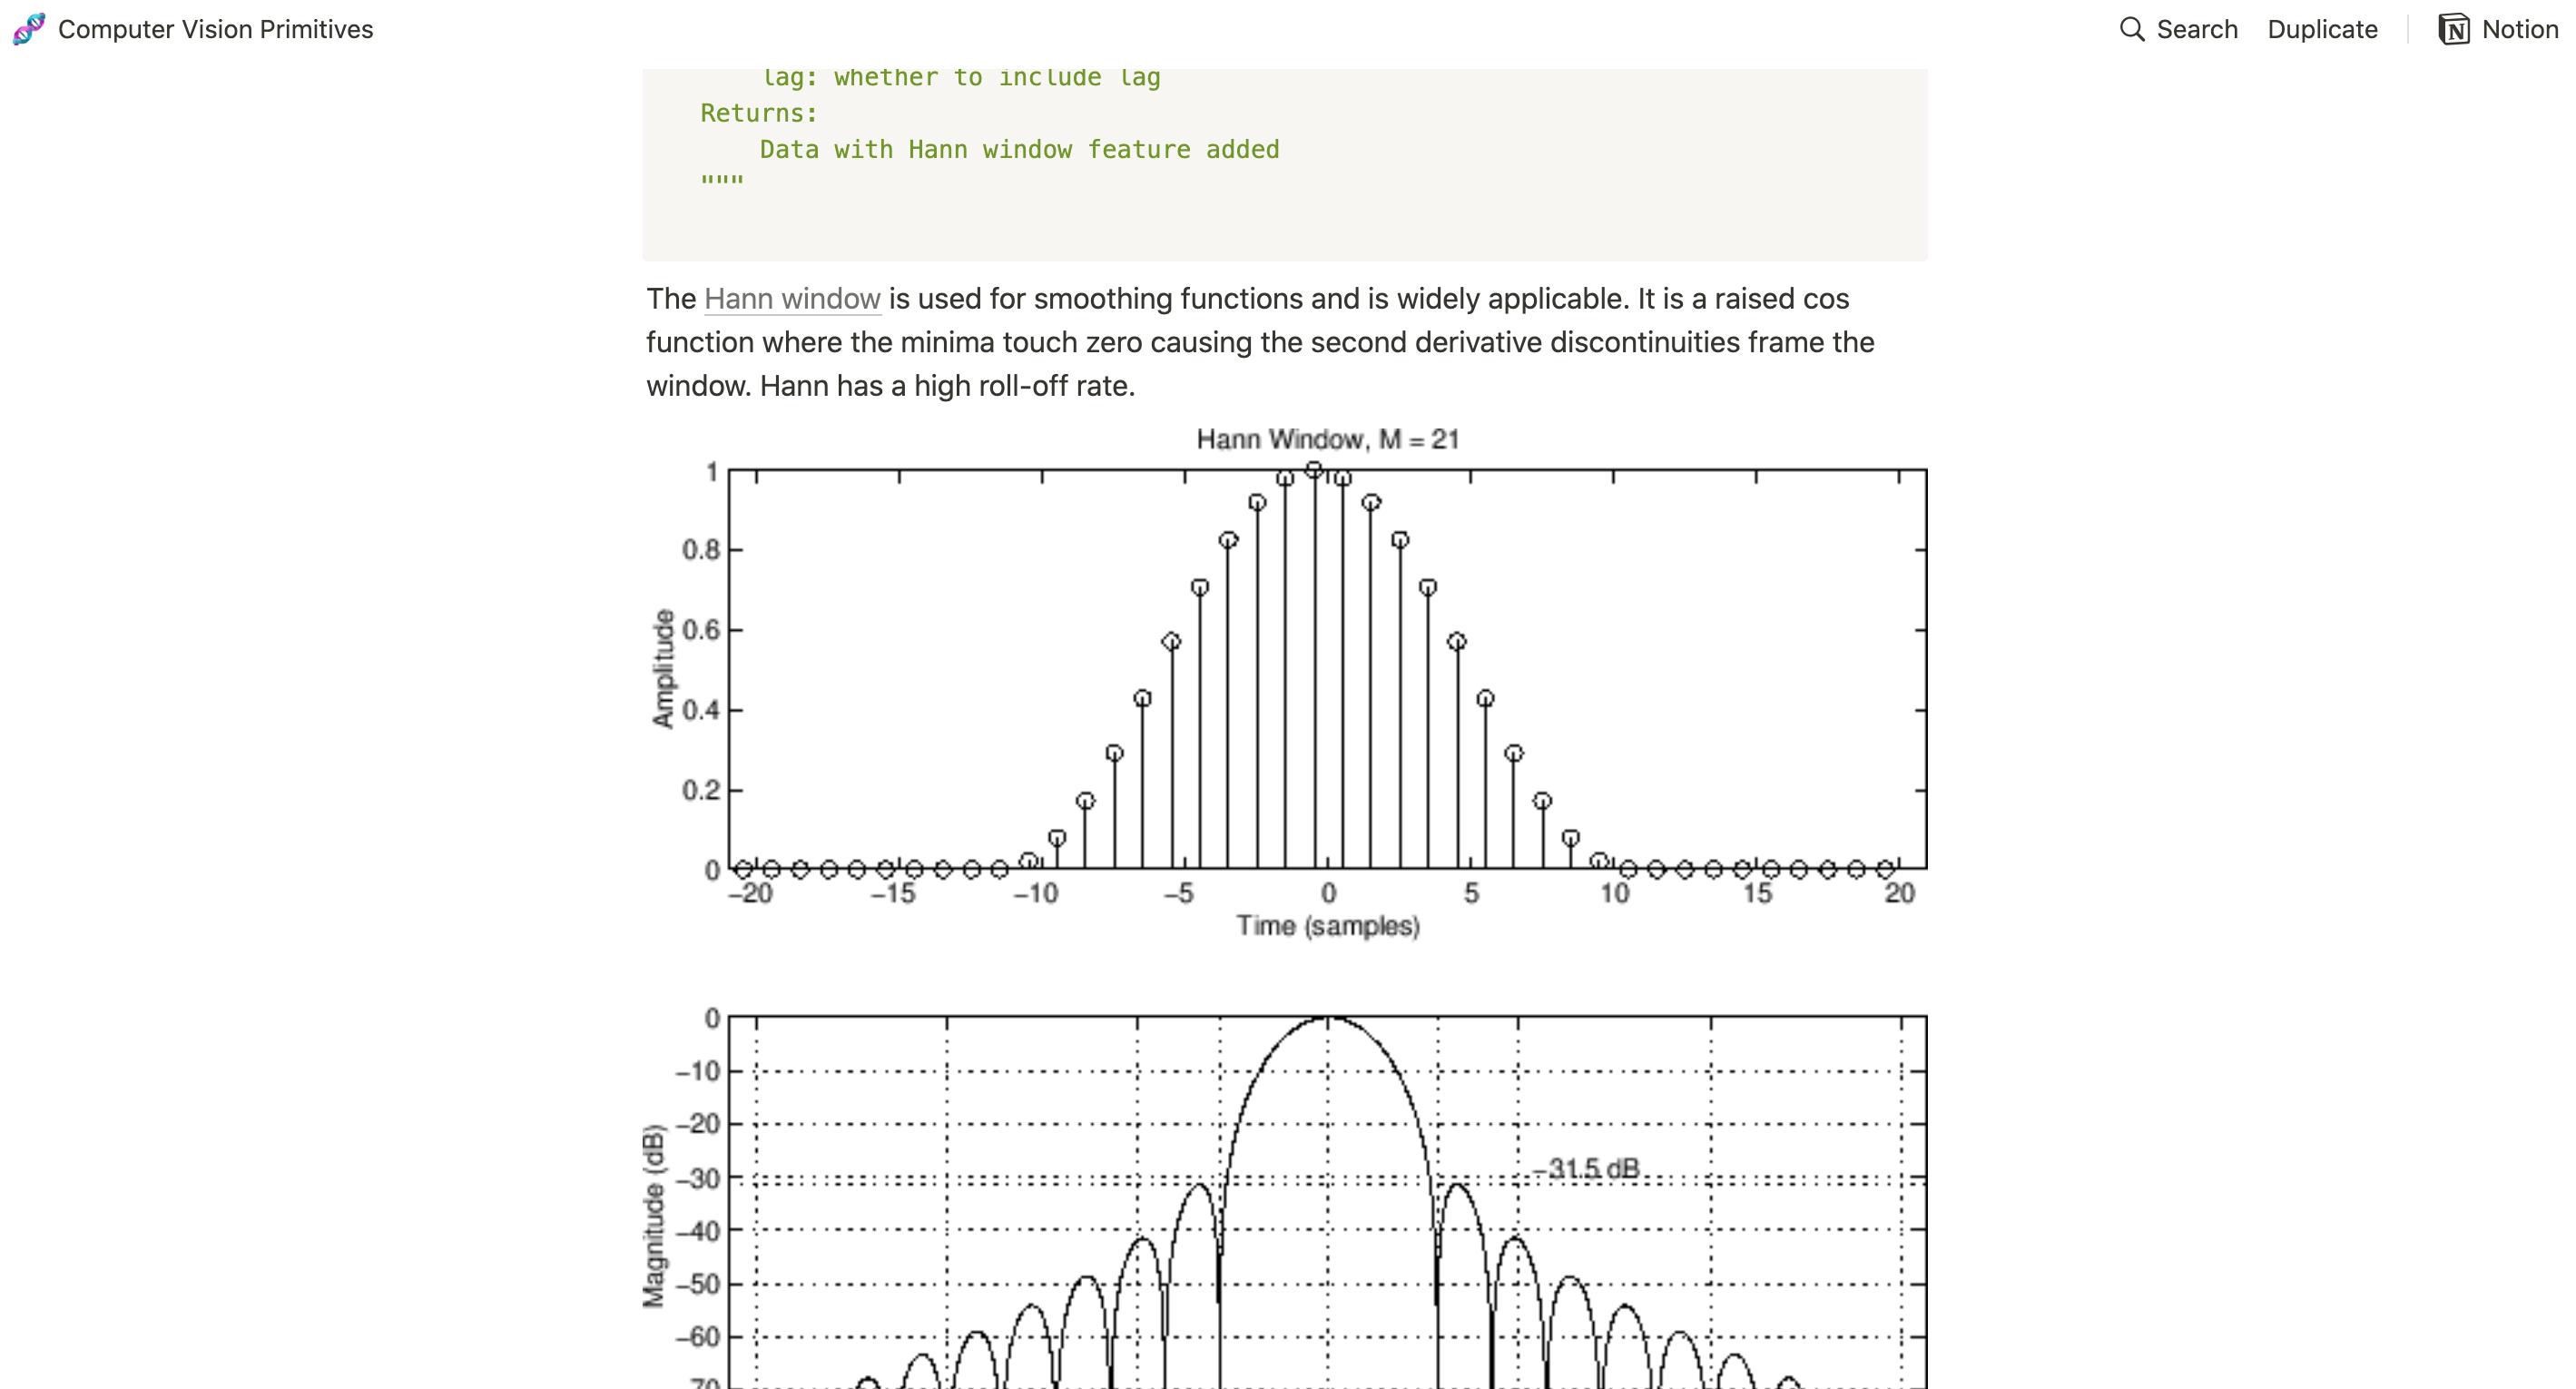 Computer Vision Primitives
Search Duplicate Notion
lag: whether to include lag
Returns:
Data with Hann window feature added
"""
The Hann window is used for smoothing functions and is widely applicable. It is a raised cos
function where the minima touch zero causing the second derivative discontinuities frame the
window. Hann has a high roll-off rate.
Hann Window, M = 21
1
0.8
0.6
0.4
0.2
0
Amplitude
−20 −15 −10 −5 0 5 10 15 20
Time (samples)
0
−10
−20
−30
−40
−50
−60
−70
Magnitude (dB)
−31.5 dB